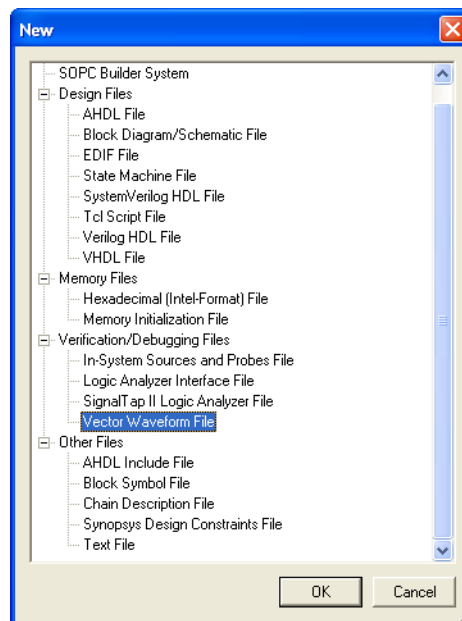 New
SOPC Builder System
Design Files
AHDL File
Block Diagram/Schematic File
EDIF File
State Machine File
SystemVerilog HDL File
Tcl Script File
Verilog HDL File
VHDL File
Memory Files
Hexadecimal (Intel-Format) File
Memory Initialization File
Verification/Debugging Files
In-System Sources and Probes File
Logic Analyzer Interface File
SignalTap II Logic Analyzer File
Vector Waveform File
Other Files
AHDL Include File
Block Symbol File
Chain Description File
Synopsys Design Constraints File
Text File
OK Cancel